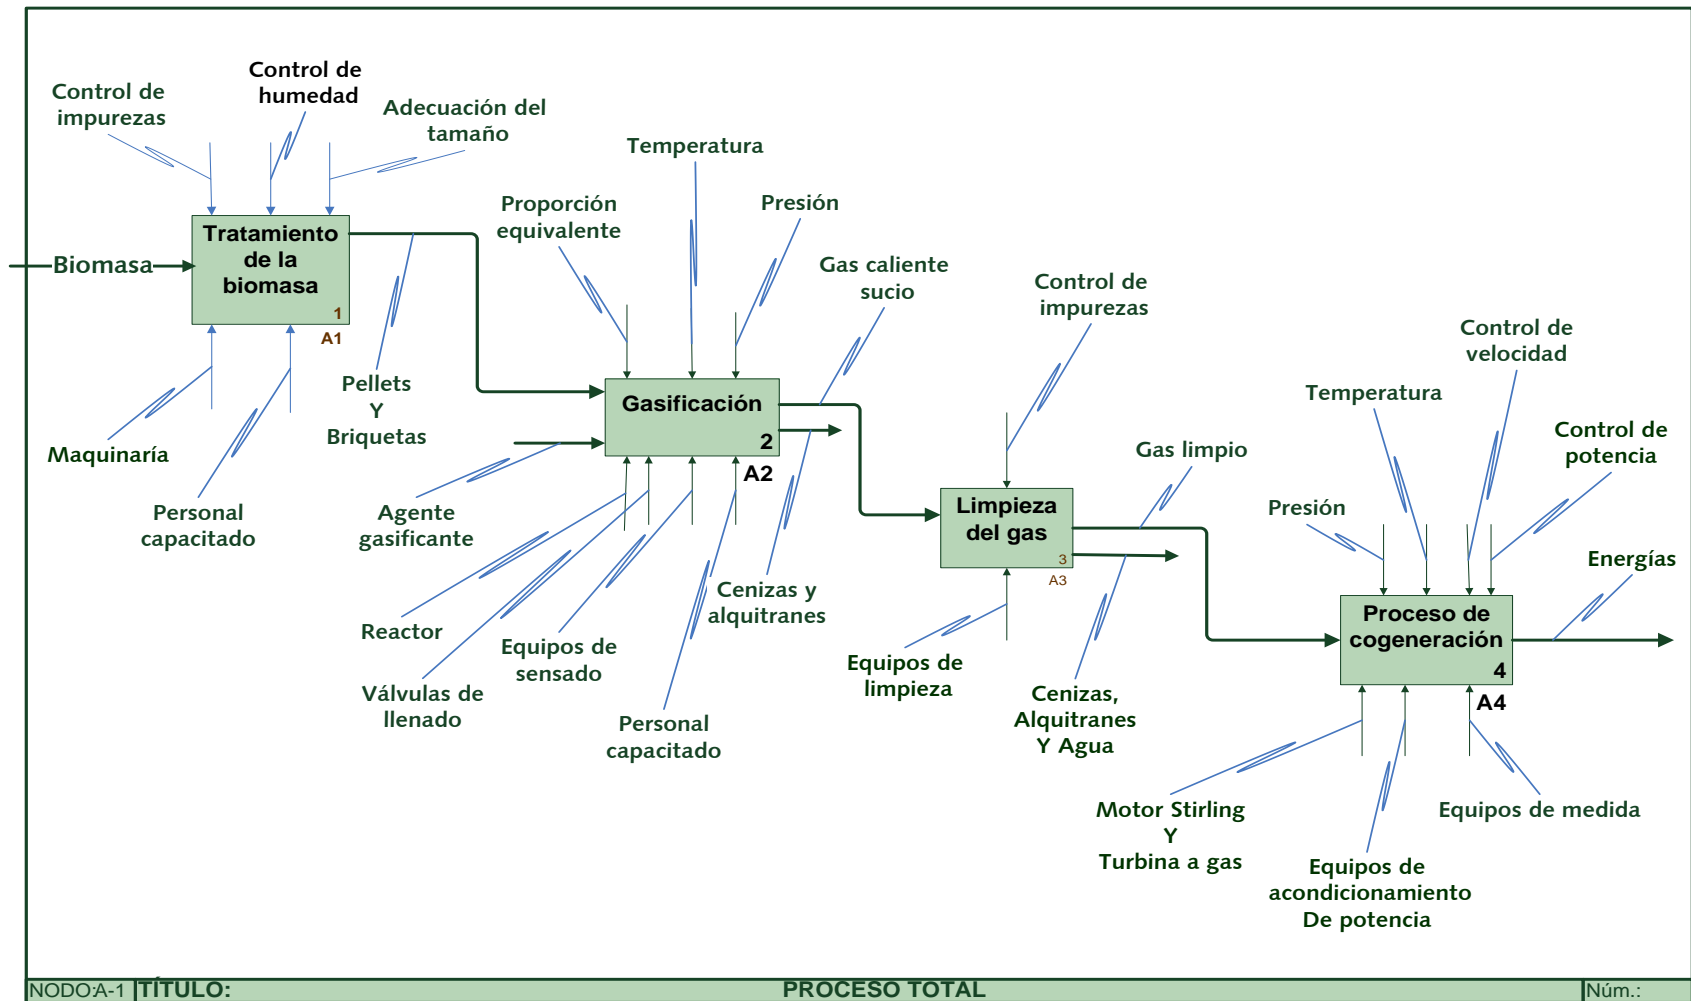 Control de
impurezas
Control de
humedad
Adecuación del
tamaño
Biomasa
Tratamiento
de la
biomasa
1
A1
Maquinaría
Personal
capacitado
Pellets
Y
Briquetas
Proporción
equivalente
Temperatura
Presión
Gas caliente
sucio
Gasificación
2
A2
Agente
gasificante
Reactor
Válvulas de
llenado
Equipos de
sensado
Personal
capacitado
Cenizas y
alquitranes
Control de
impurezas
Limpieza
del gas
3
A3
Equipos de
limpieza
Cenizas,
Alquitranes
Y Agua
Gas limpio
Presión
Temperatura
Control de
velocidad
Control de
potencia
Energías
Proceso de
cogeneración
4
A4
Motor Stirling
Y
Turbina a gas
Equipos de
acondicionamiento
De potencia
Equipos de medida
NODO:A-1 TÍTULO: PROCESO TOTAL Núm.: